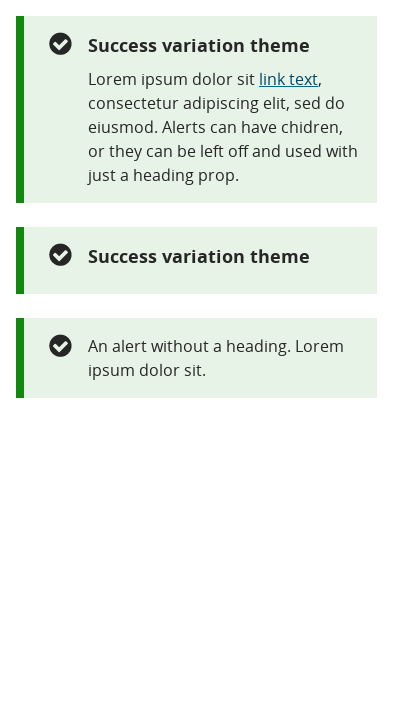 Success variation theme
Lorem ipsum dolor sit link text,
consectetur adipiscing elit, sed do
eiusmod. Alerts can have chidren,
or they can be left off and used with
just a heading prop.
Success variation theme
An alert without a heading. Lorem
ipsum dolor sit.